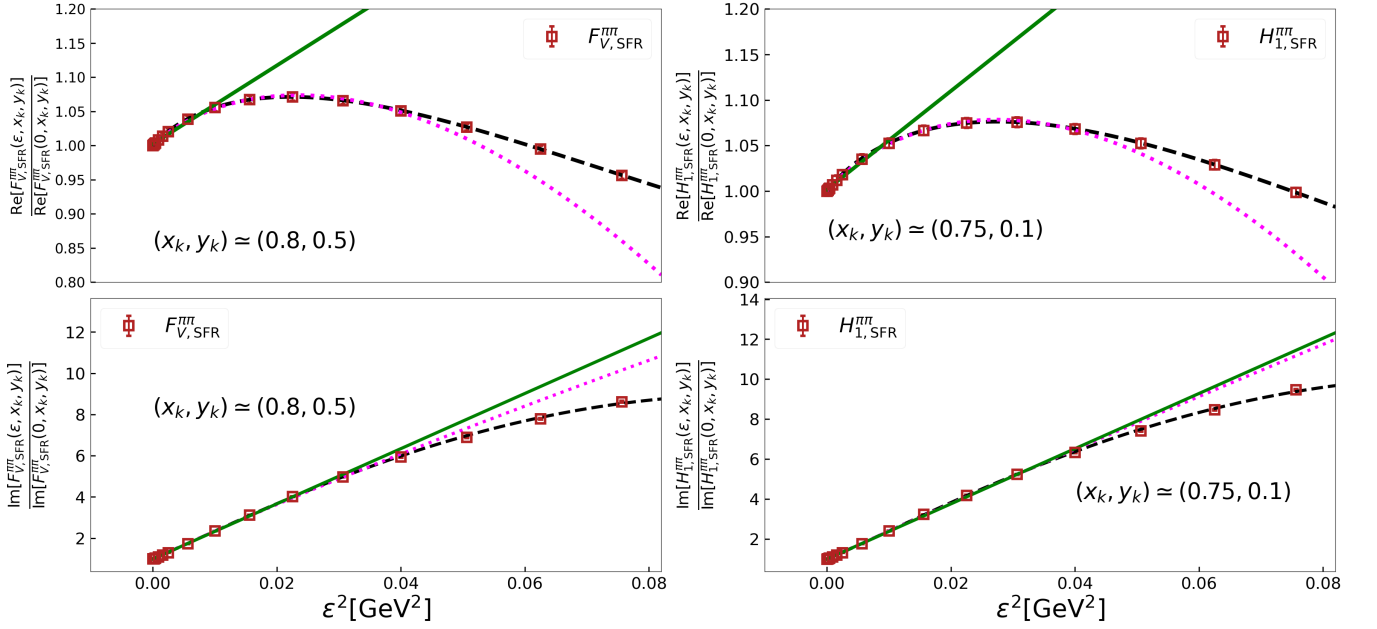 1.20
1.15
1.10
1.05
1.00
0.95
0.90
0.85
0.80
Re[F^{ππ}_{V,SFR}(ε, x_k, y_k)]
Re[F^{ππ}_{V,SFR}(0, x_k, y_k)]
F^{ππ}_{V,SFR}
(x_k, y_k) ≃ (0.8, 0.5)
1.20
1.15
1.10
1.05
1.00
0.95
0.90
Re[H^{ππ}_{1,SFR}(ε, x_k, y_k)]
Re[H^{ππ}_{1,SFR}(0, x_k, y_k)]
H^{ππ}_{1,SFR}
(x_k, y_k) ≃ (0.75, 0.1)
12
10
8
6
4
2
Im[F^{ππ}_{V,SFR}(ε, x_k, y_k)]
Im[F^{ππ}_{V,SFR}(0, x_k, y_k)]
F^{ππ}_{V,SFR}
(x_k, y_k) ≃ (0.8, 0.5)
0.00 0.02 0.04 0.06 0.08
ε²[GeV²]
14
12
10
8
6
4
2
Im[H^{ππ}_{1,SFR}(ε, x_k, y_k)]
Im[H^{ππ}_{1,SFR}(0, x_k, y_k)]
H^{ππ}_{1,SFR}
(x_k, y_k) ≃ (0.75, 0.1)
0.00 0.02 0.04 0.06 0.08
ε²[GeV²]